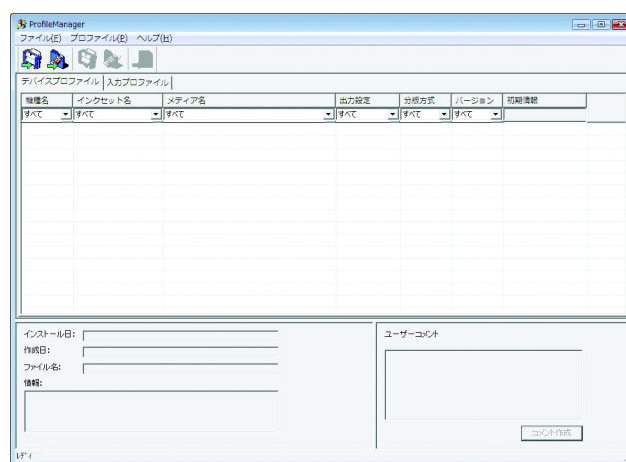 ProfileManager
ファイル(F) プロファイル(P) ヘルプ(H)
デバイスプロファイル 入力プロファイル
機種名 インクセット名 メディア名 出力設定 分版方式 バージョン 初期情報
すべて すべて すべて すべて すべて すべて
インストール日: ユーザーコメント
作成日:
ファイル名:
情報:
コメント作成
レディ